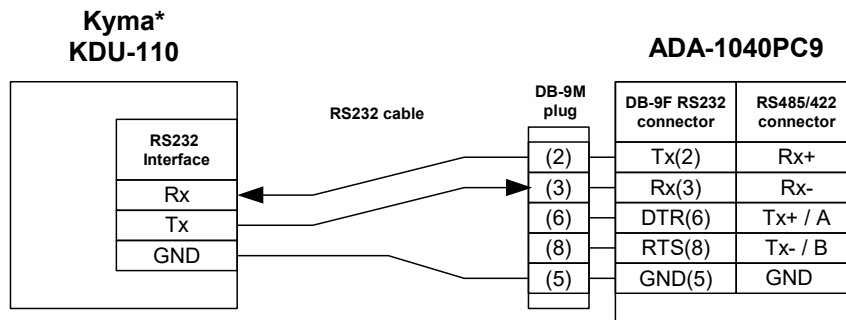 Kyma*
KDU-110
ADA-1040PC9
RS232 cable
DB-9M
plug
DB-9F RS232
connector
RS485/422
connector
RS232
Interface
Rx
Tx
GND
(2)
Tx(2)
Rx+
(3)
Rx(3)
Rx-
(6)
DTR(6)
Tx+ / A
(8)
RTS(8)
Tx- / B
(5)
GND(5)
GND